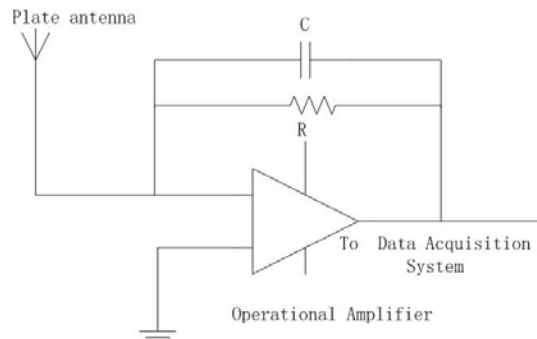 Plate antenna
C
R
To Data Acquisition
System
Operational Amplifier